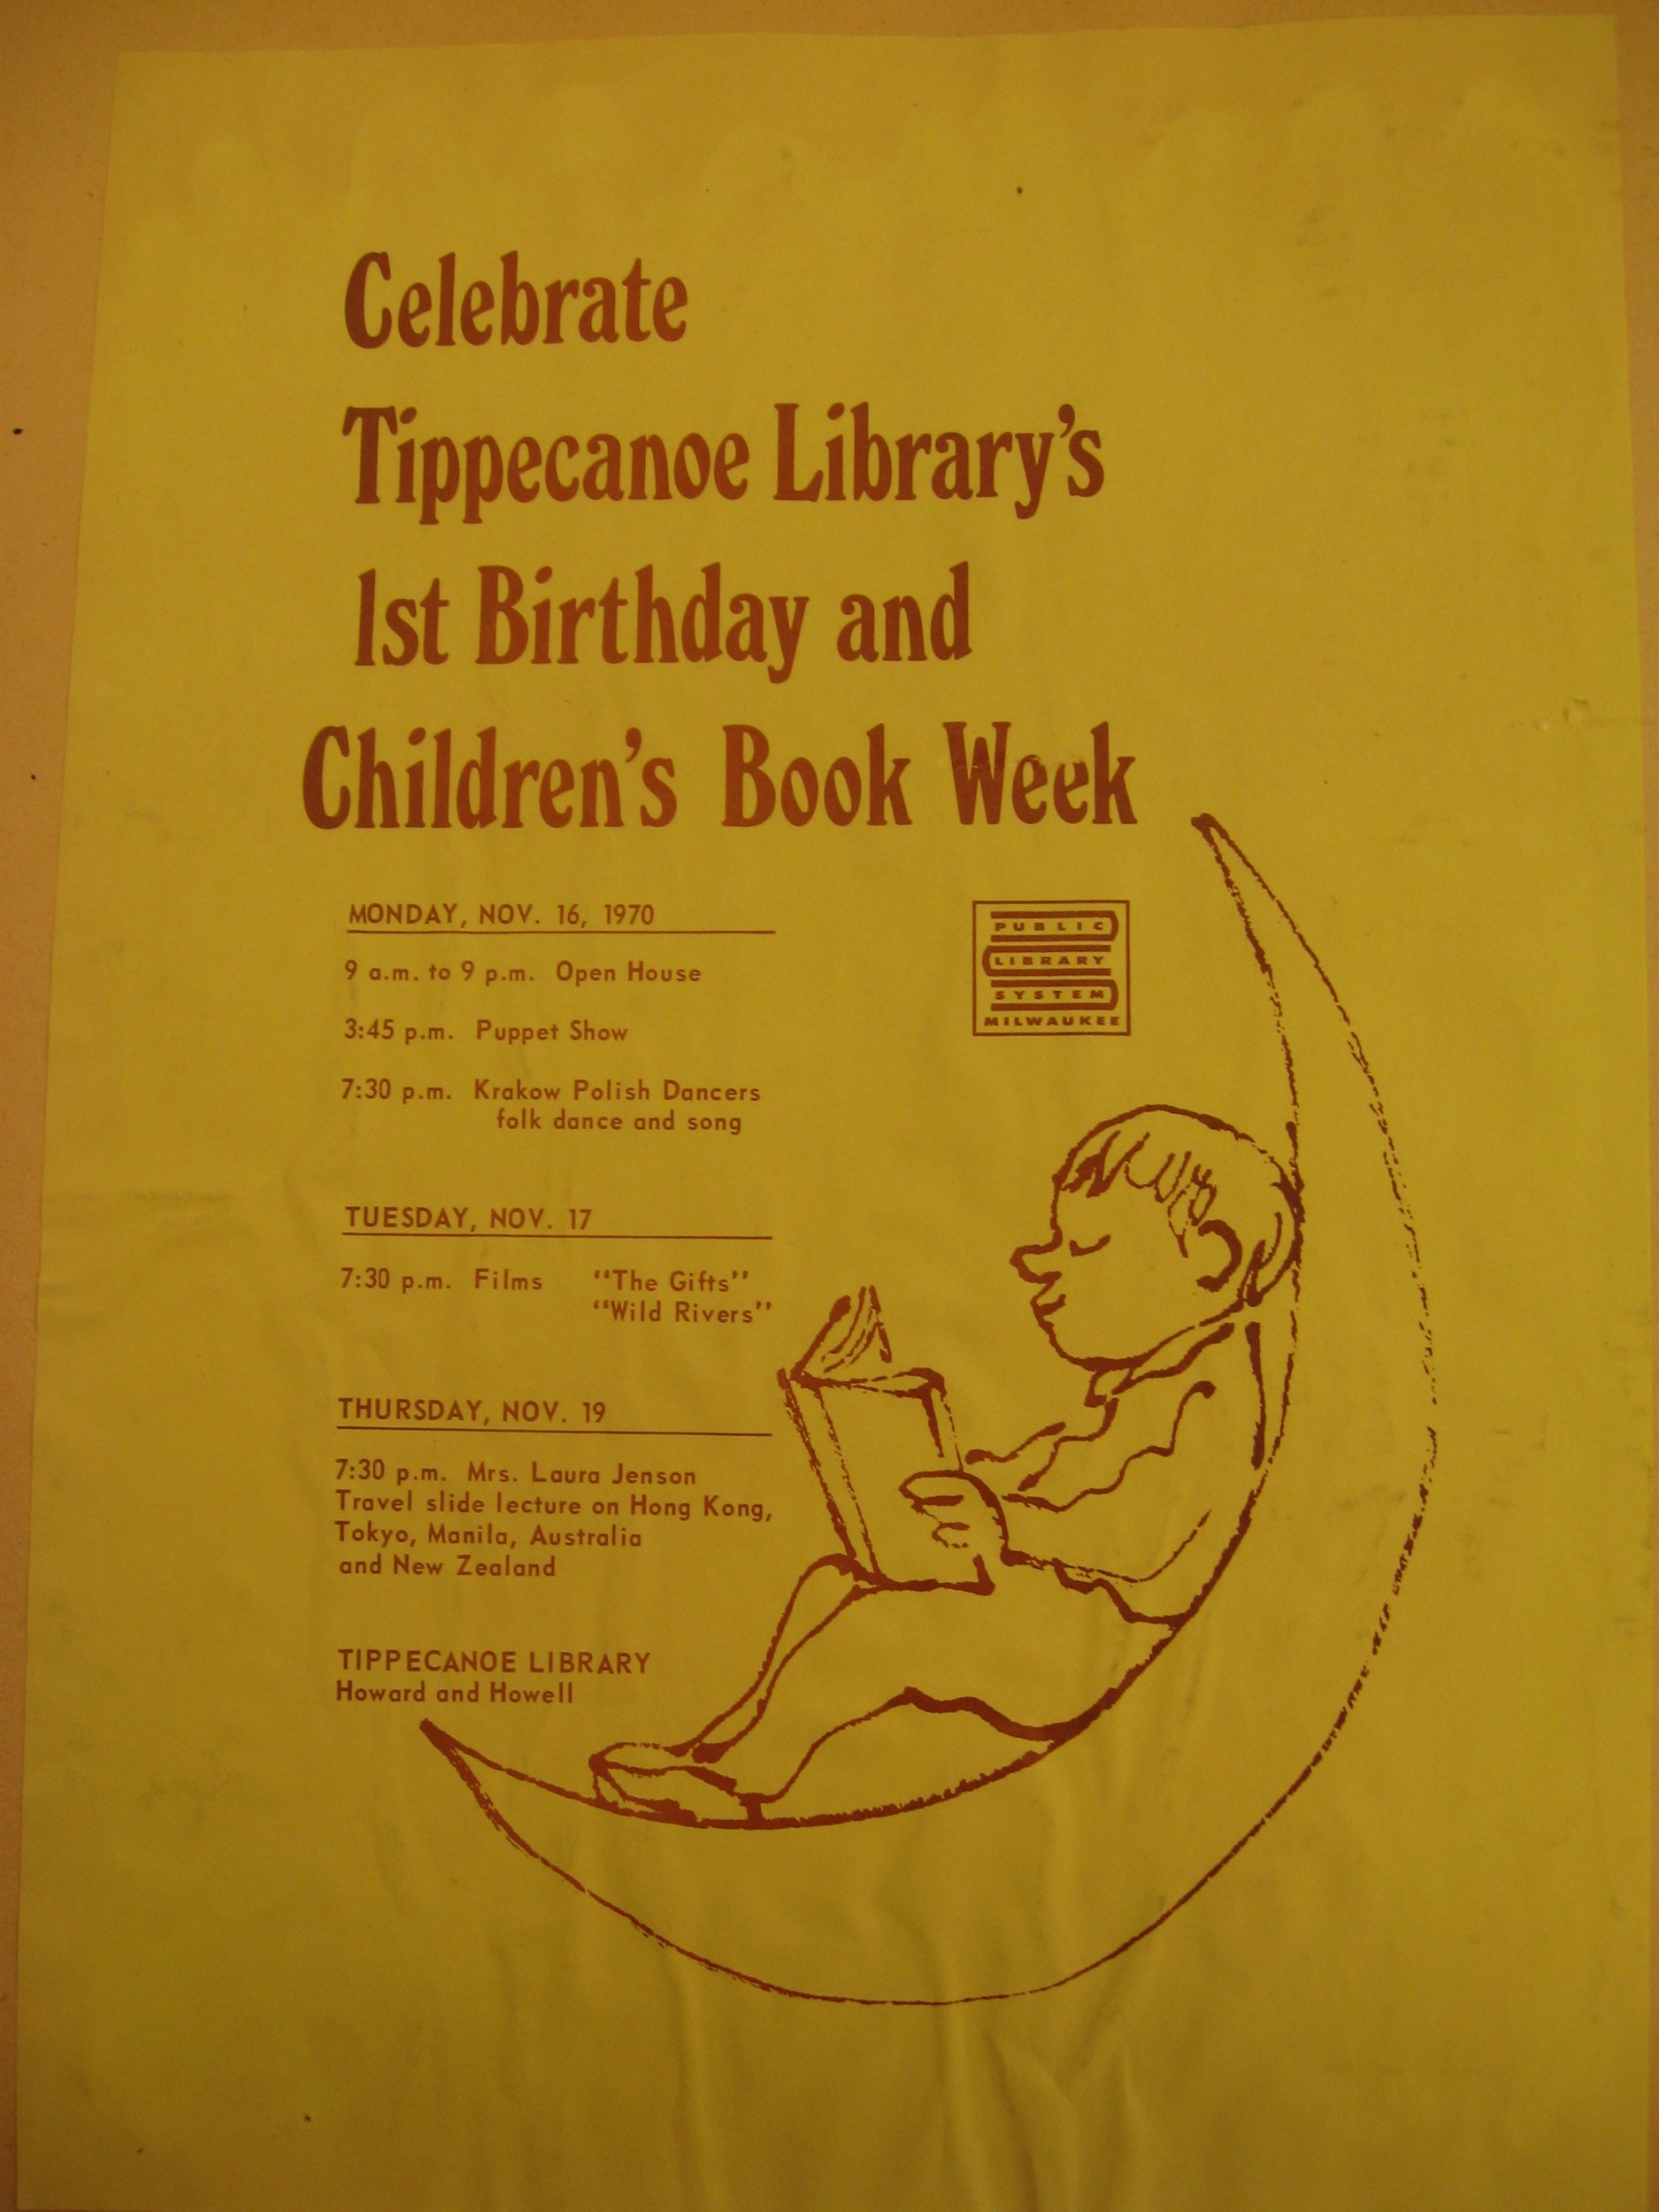 Celebrate
Tippecanoe Library's
1st Birthday and
Children's Book Week
MONDAY, NOV. 16, 1970
9 a.m. to 9 p.m. Open House
3:45 p.m. Puppet Show
7:30 p.m. Krakow Polish Dancers
folk dance and song
TUESDAY, NOV. 17
7:30 p.m. Films "The Gifts"
"Wild Rivers"
THURSDAY, NOV. 19
7:30 p.m. Mrs. Laura Jenson
Travel slide lecture on Hong Kong,
Tokyo, Manila, Australia
and New Zealand
TIPPECANOE LIBRARY
Howard and Howell
PUBLIC
LIBRARY
SYSTEM
MILWAUKEE